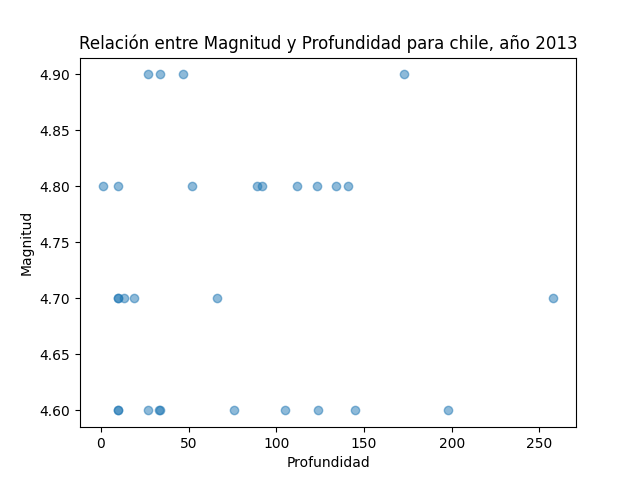 Relación entre Magnitud y Profundidad para chile, año 2013
4.90
4.85
4.80
4.75
4.70
4.65
4.60
Magnitud
0 50 100 150 200 250
Profundidad